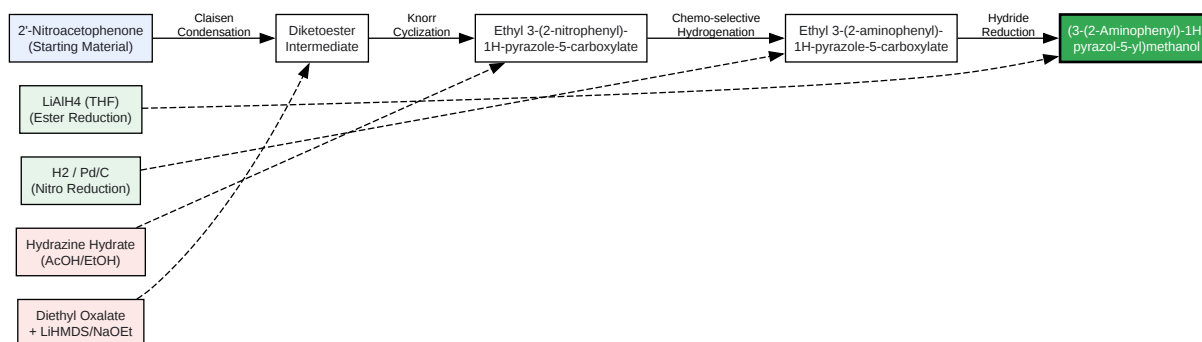 2'-Nitroacetophenone
(Starting Material)
Claisen
Condensation
Diketoester
Intermediate
Knorr
Cyclization
Ethyl 3-(2-nitrophenyl)-
1H-pyrazole-5-carboxylate
Chemo-selective
Hydrogenation
Ethyl 3-(2-aminophenyl)-
1H-pyrazole-5-carboxylate
Hydride
Reduction
(3-(2-Aminophenyl)-1H-
pyrazol-5-yl)methanol
LiAlH4 (THF)
(Ester Reduction)
H2 / Pd/C
(Nitro Reduction)
Hydrazine Hydrate
(AcOH/EtOH)
Diethyl Oxalate
+ LiHMDS/NaOEt